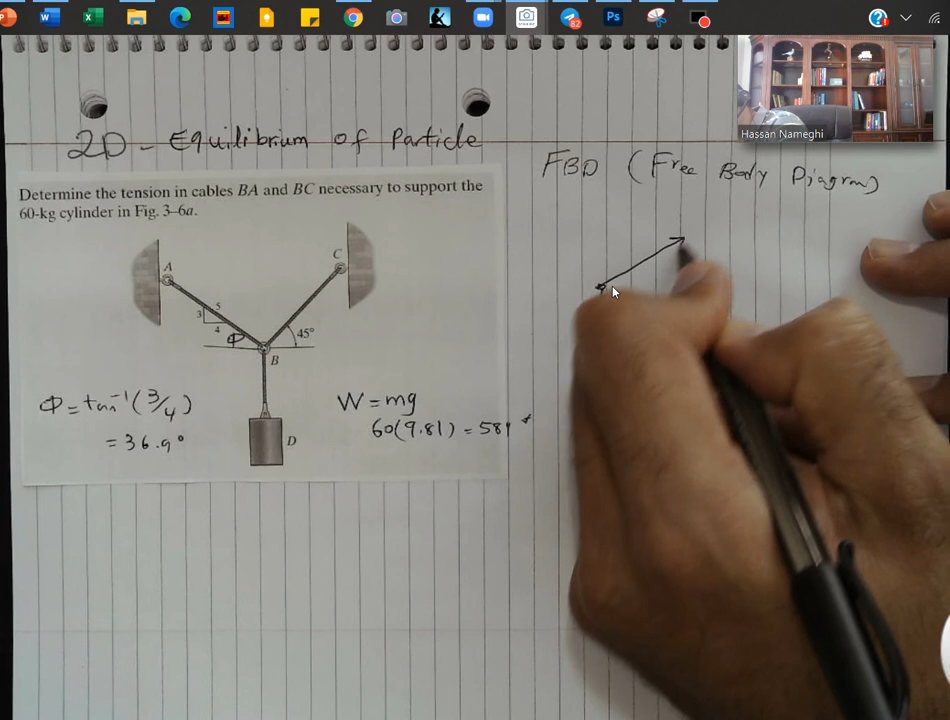 2D - Equilibrium of Particle
Determine the tension in cables BA and BC necessary to support the
60-kg cylinder in Fig. 3–6a.
A
C
5
3
4
Φ
45°
B
D
Φ = tan⁻¹(3/4)
= 36.9°
W = mg
60(9.81) = 589
FBD (Free Body Diagram)
Hassan Nameghi
82
Ps